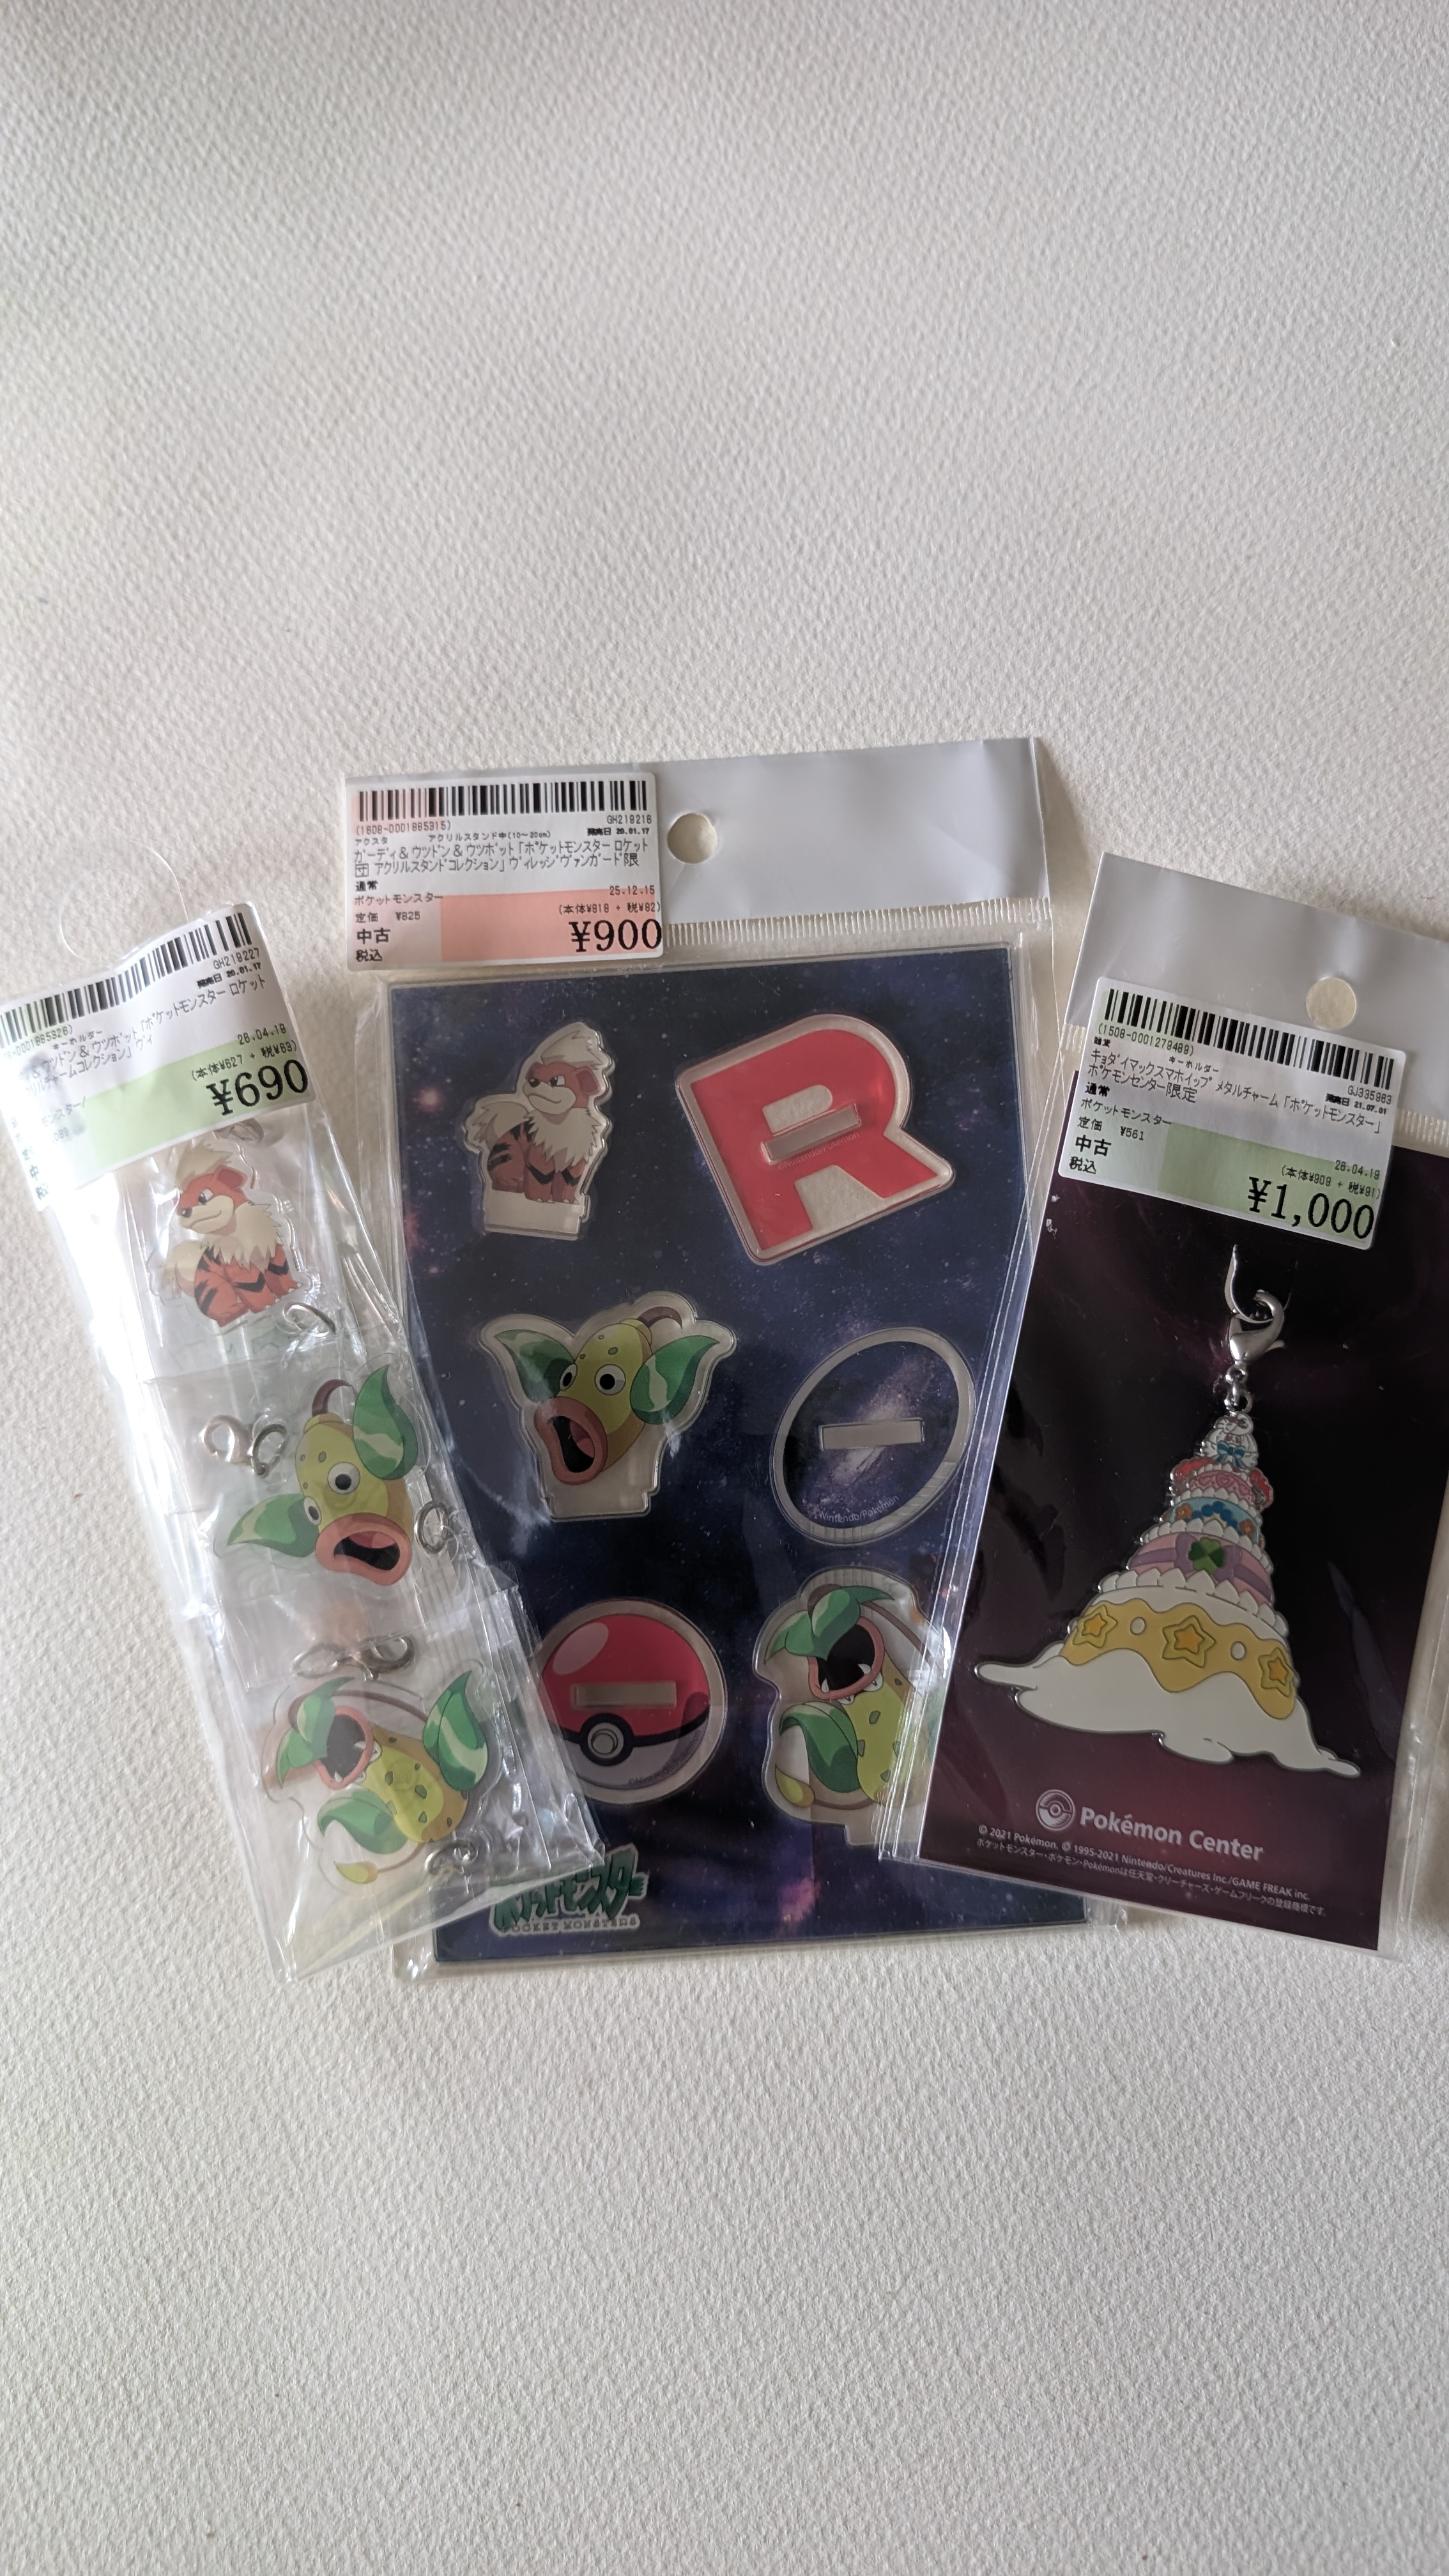 GH219227
発売日 20.01.17
キーホルダー
ウツドン & ウツボット「ポケットモンスター ロケット
ームコレクション」ヴィ
26.04.19
(本体¥627 + 税¥63)
¥690
(1608-0001885315)
GH219216
アクスタ アクリルスタンド中(10~20cm)
発売日 20.01.17
ガーディ & ウツドン & ウツボット「ポケットモンスター ロケット
団 アクリルスタンドコレクション」ヴィレッジヴァンガード限
通常
25.12.15
ポケットモンスター
(本体¥818 + 税¥82)
定価 ¥825
中古
¥900
税込
R
©Nintendo/Pokémon
©Nintendo/Pokémon
ポケットモンスター
POCKET MONSTERS
(1508-0001279489)
GJ335983
雑貨 キーホルダー
発売日 21.07.01
キョダイマックスマホイップ メタルチャーム「ポケットモンスター」
ポケモンセンター限定
通常
ポケットモンスター
26.04.19
定価 ¥561
(本体¥909 + 税¥91)
中古
¥1,000
税込
Pokémon Center
© 2021 Pokémon. © 1995-2021 Nintendo/Creatures Inc./GAME FREAK inc.
ポケットモンスター・ポケモン・Pokémonは任天堂・クリーチャーズ・ゲームフリークの登録商標です。